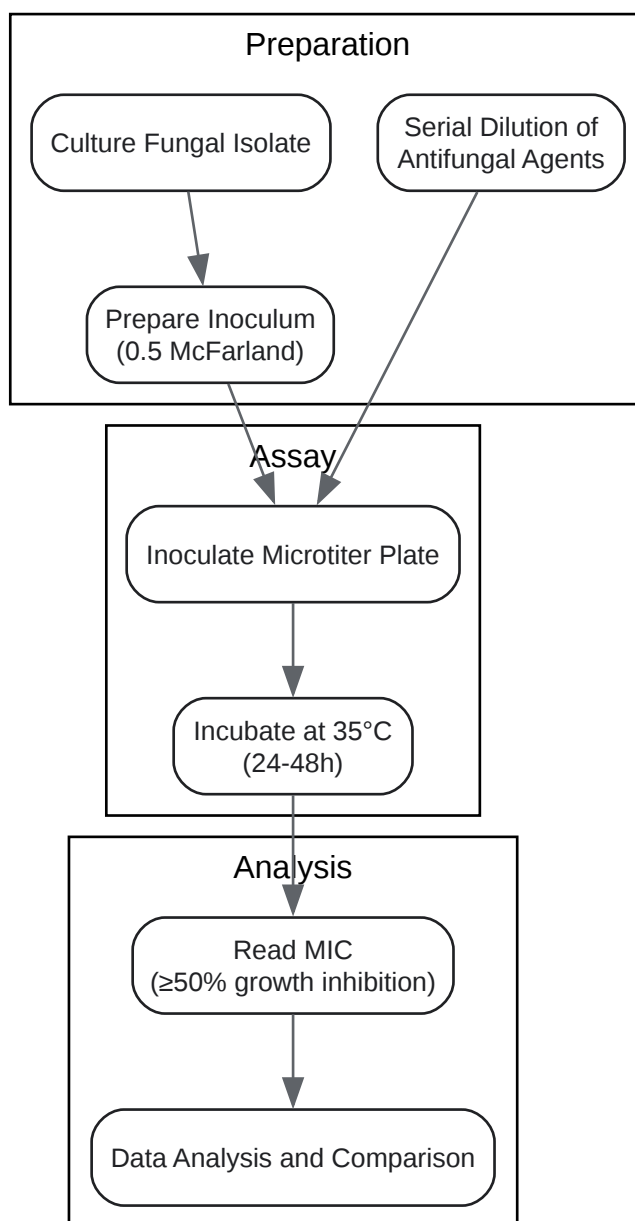 Preparation
Culture Fungal Isolate
Serial Dilution of
Antifungal Agents
Prepare Inoculum
(0.5 McFarland)
Assay
Inoculate Microtiter Plate
Incubate at 35°C
(24-48h)
Analysis
Read MIC
(≥50% growth inhibition)
Data Analysis and Comparison